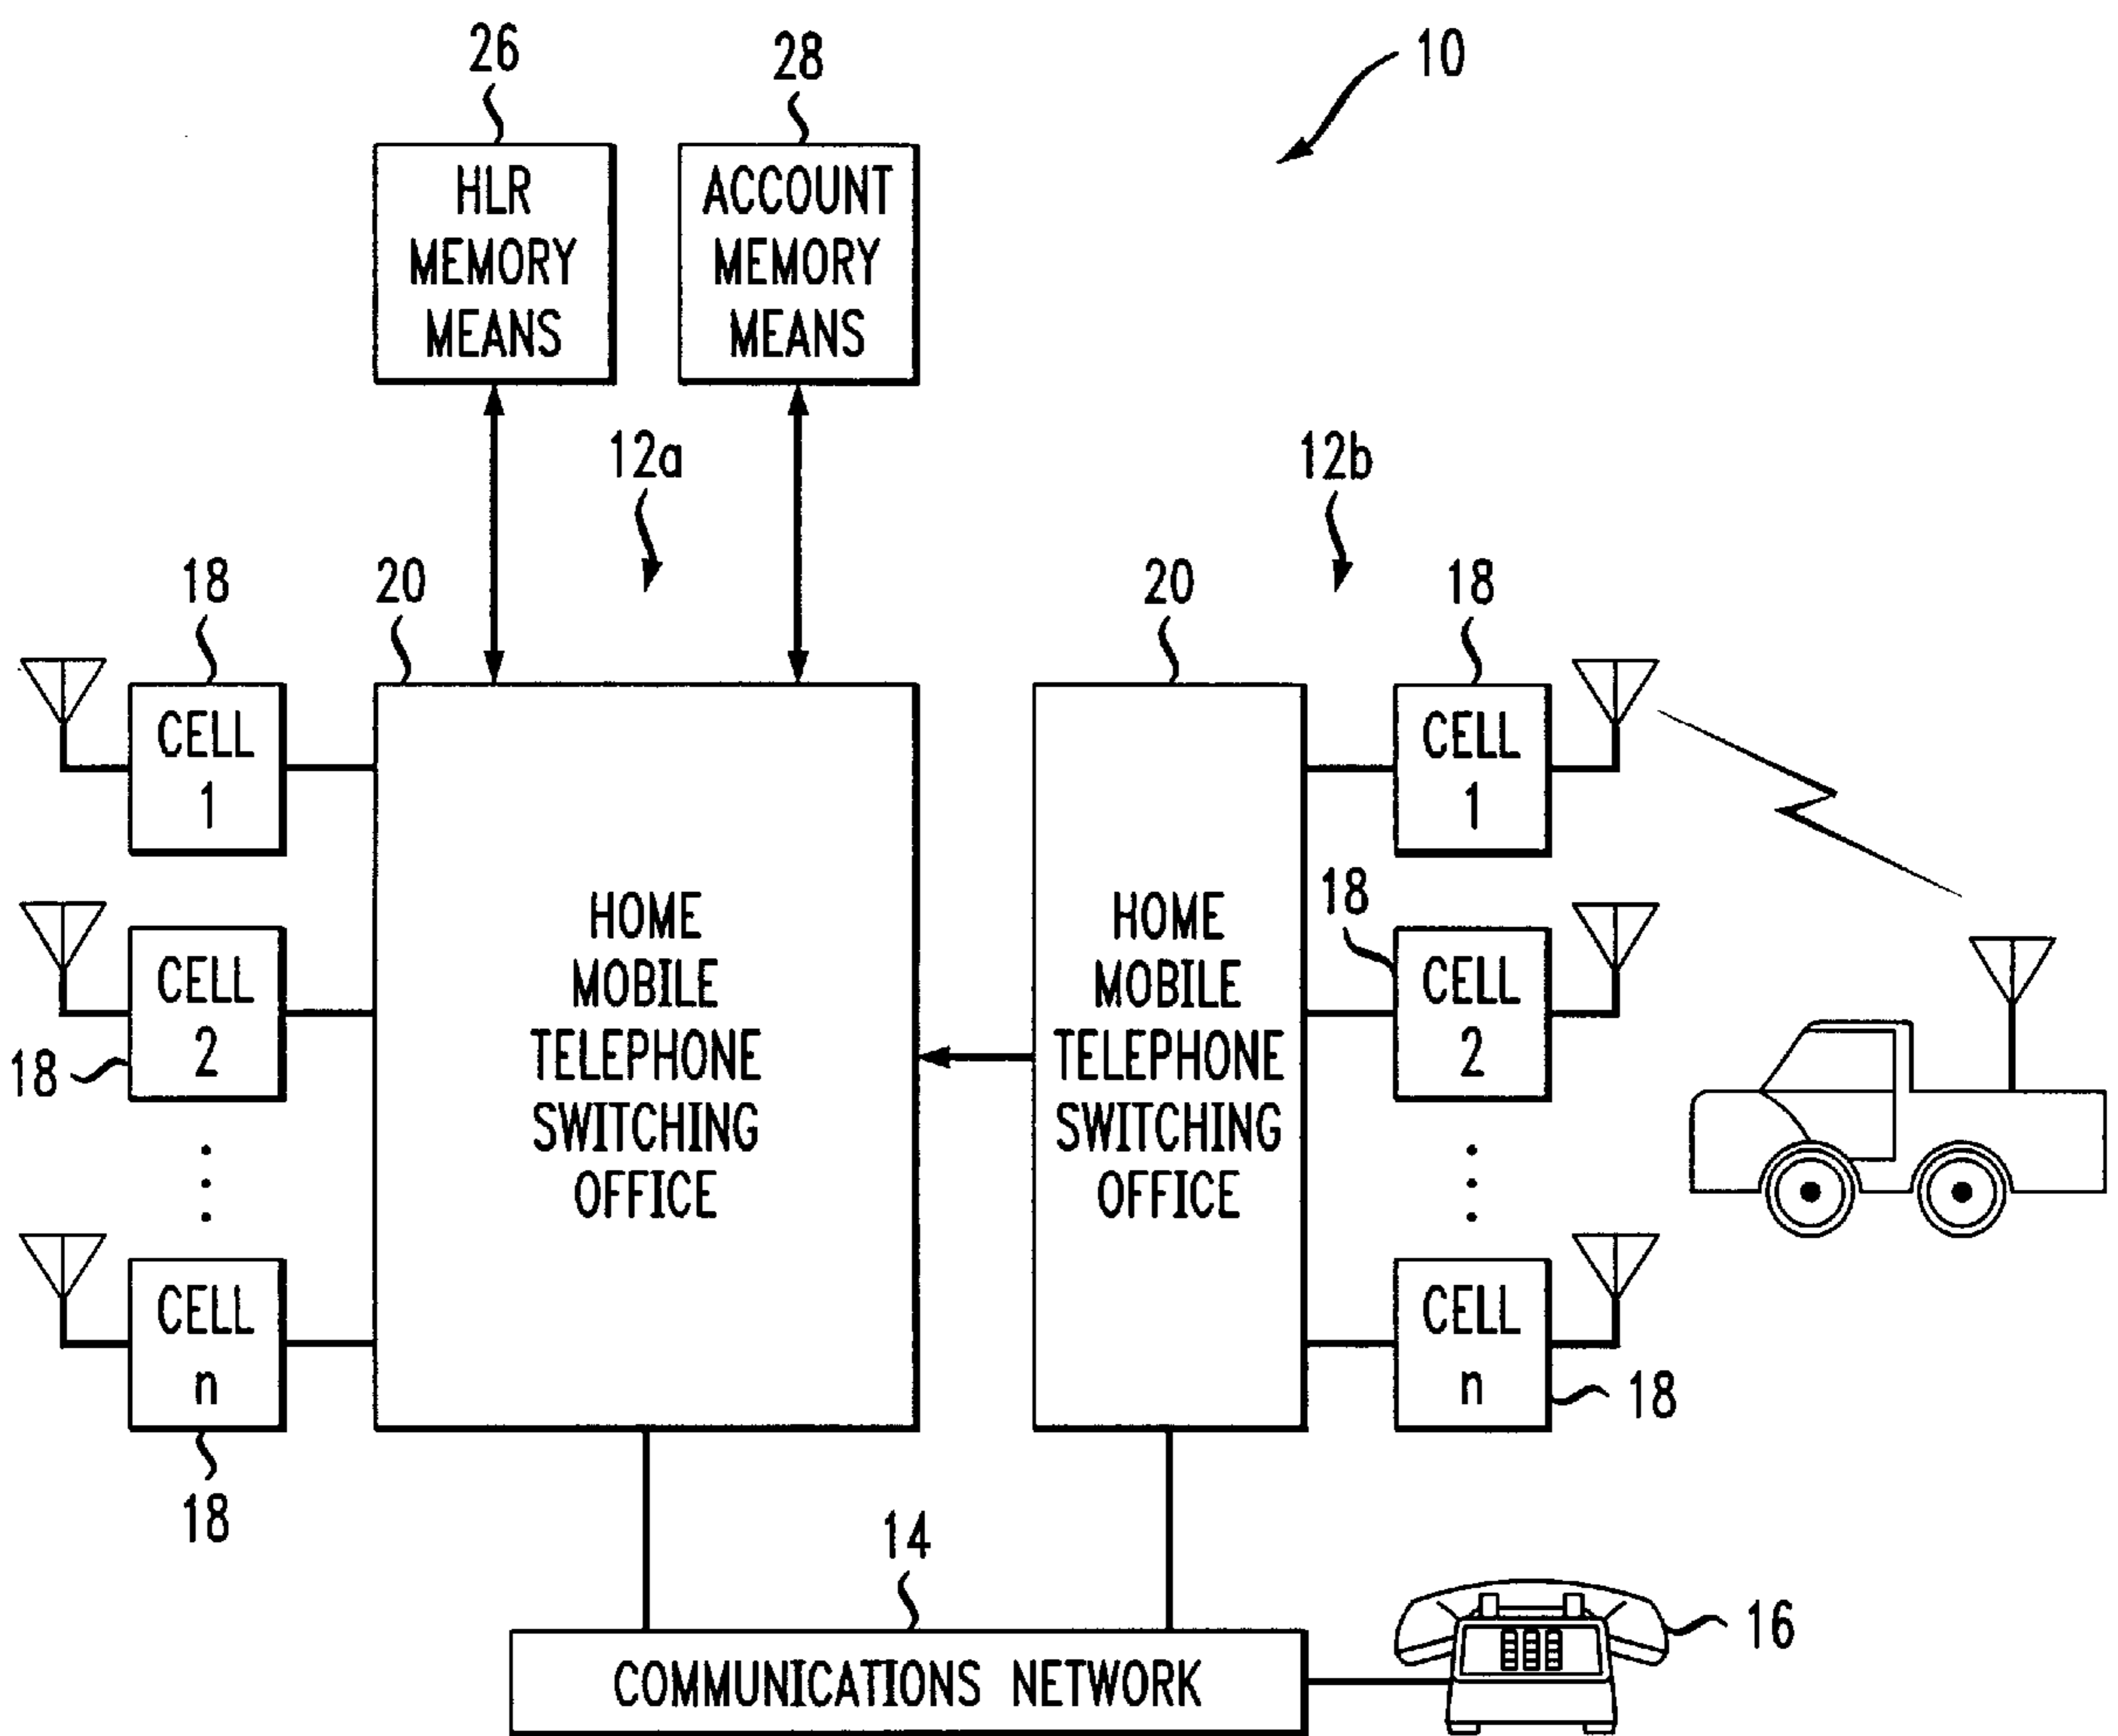 26
28
10
HLR
MEMORY
MEANS
ACCOUNT
MEMORY
MEANS
12a
12b
18
20
20
18
CELL
1
CELL
1
HOME
MOBILE
TELEPHONE
SWITCHING
OFFICE
HOME
MOBILE
TELEPHONE
SWITCHING
OFFICE
18
CELL
2
18
CELL
2
CELL
n
18
CELL
n
18
14
COMMUNICATIONS NETWORK
16